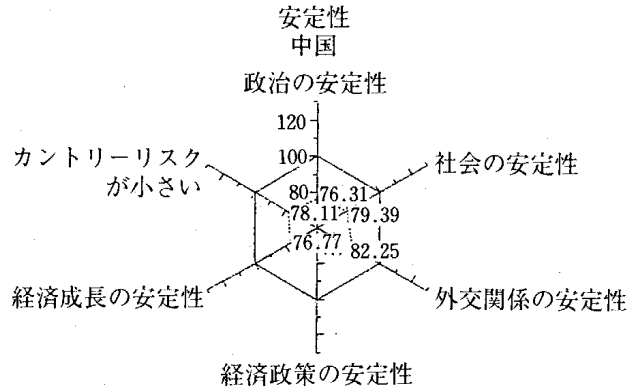 安定性
中国
政治の安定性
120
カントリーリスク
が小さい
100
社会の安定性
80
76.31
78.11
79.39
76.77
82.25
経済成長の安定性
外交関係の安定性
経済政策の安定性